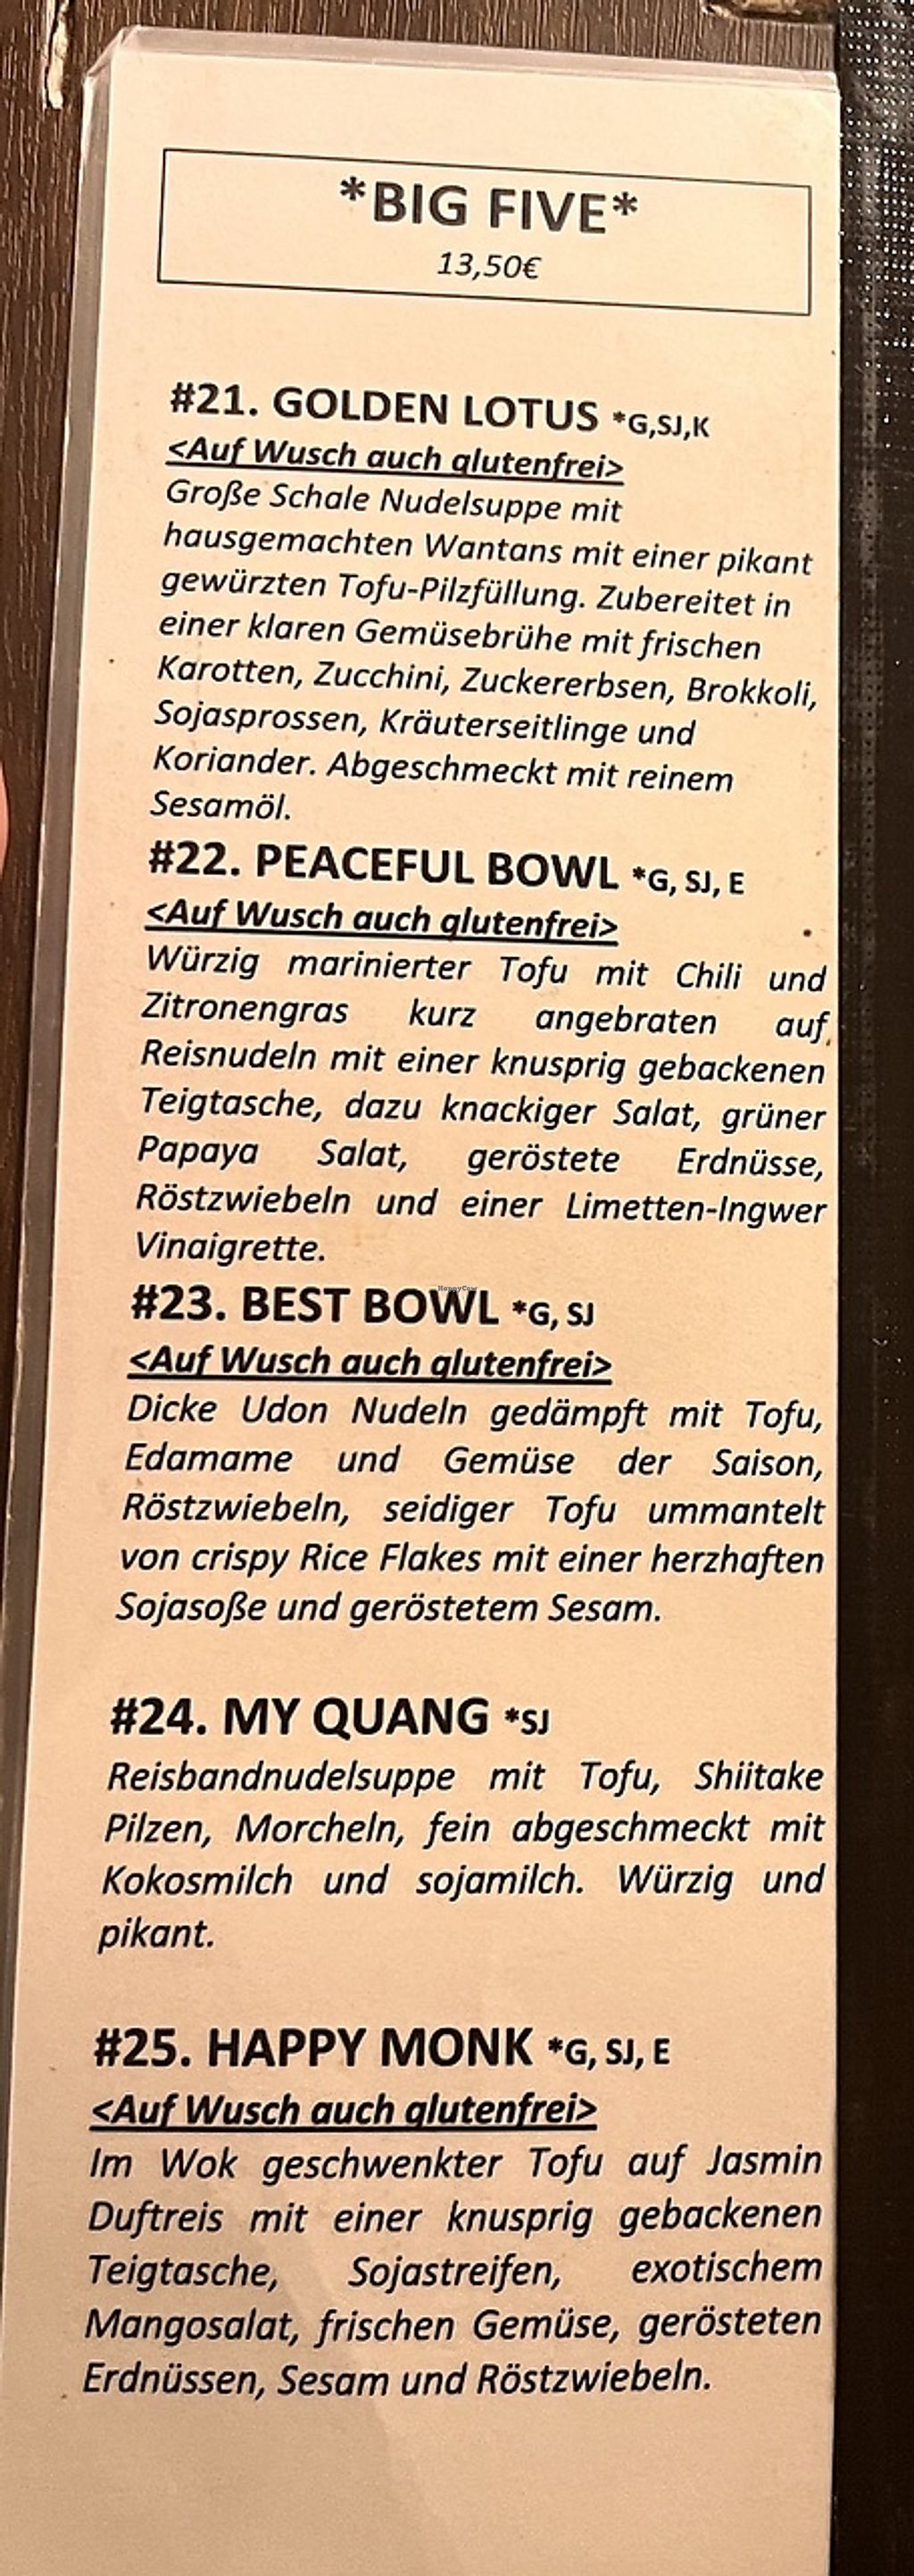 *BIG FIVE*
13,50€
#21. GOLDEN LOTUS *G,SJ,K
<Auf Wusch auch glutenfrei>
Große Schale Nudelsuppe mit
hausgemachten Wantans mit einer pikant
gewürzten Tofu-Pilzfüllung. Zubereitet in
einer klaren Gemüsebrühe mit frischen
Karotten, Zucchini, Zuckererbsen, Brokkoli,
Sojasprossen, Kräuterseitlinge und
Koriander. Abgeschmeckt mit reinem
Sesamöl.
#22. PEACEFUL BOWL *G, SJ, E
<Auf Wusch auch glutenfrei>
Würzig marinierter Tofu mit Chili und
Zitronengras kurz angebraten auf
Reisnudeln mit einer knusprig gebackenen
Teigtasche, dazu knackiger Salat, grüner
Papaya Salat, geröstete Erdnüsse,
Röstzwiebeln und einer Limetten-Ingwer
Vinaigrette.
HappyCow
#23. BEST BOWL *G, SJ
<Auf Wusch auch glutenfrei>
Dicke Udon Nudeln gedämpft mit Tofu,
Edamame und Gemüse der Saison,
Röstzwiebeln, seidiger Tofu ummantelt
von crispy Rice Flakes mit einer herzhaften
Sojasoße und geröstetem Sesam.
#24. MY QUANG *SJ
Reisbandnudelsuppe mit Tofu, Shiitake
Pilzen, Morcheln, fein abgeschmeckt mit
Kokosmilch und sojamilch. Würzig und
pikant.
#25. HAPPY MONK *G, SJ, E
<Auf Wusch auch glutenfrei>
Im Wok geschwenkter Tofu auf Jasmin
Duftreis mit einer knusprig gebackenen
Teigtasche, Sojastreifen, exotischem
Mangosalat, frischen Gemüse, gerösteten
Erdnüssen, Sesam und Röstzwiebeln.